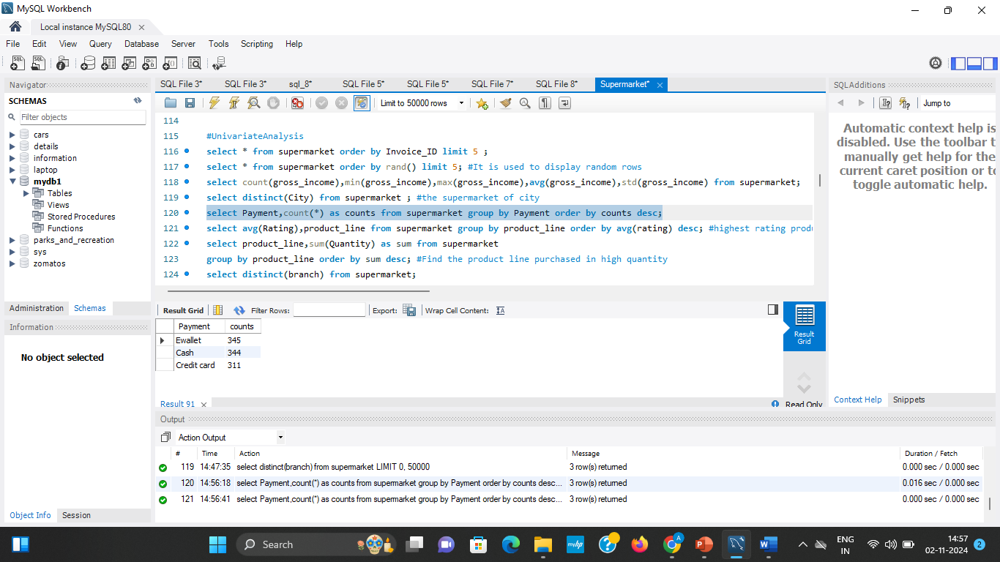 MySQL Workbench
Local instance MySQL80
File Edit View Query Database Server Tools Scripting Help
Navigator
SCHEMAS
Filter objects
cars
details
information
laptop
mydb1
Tables
Views
Stored Procedures
Functions
parks_and_recreation
sys
zomatos
Administration Schemas
Information
No object selected
Object Info Session
SQL File 3* SQL File 3* sql_8* SQL File 5* SQL File 5* SQL File 7* SQL File 8* Supermarket*
Limit to 50000 rows
114
115 #UnivariateAnalysis
116 select * from supermarket order by Invoice_ID limit 5 ;
117 select * from supermarket order by rand() limit 5; #It is used to display random rows
118 select count(gross_income),min(gross_income),max(gross_income),avg(gross_income),std(gross_income) from supermarket;
119 select distinct(City) from supermarket ; #the supermarket of city
120 select Payment,count(*) as counts from supermarket group by Payment order by counts desc;
121 select avg(Rating),product_line from supermarket group by product_line order by avg(rating) desc; #highest rating produ
122 select product_line,sum(Quantity) as sum from supermarket
123 group by product_line order by sum desc; #Find the product line purchased in high quantity
124 select distinct(branch) from supermarket;
Result Grid Filter Rows: Export: Wrap Cell Content:
Payment counts
Ewallet 345
Cash 344
Credit card 311
Result Grid
Result 91
Read Only
SQLAdditions
Jump to
Automatic context help is
disabled. Use the toolbar t
manually get help for the
current caret position or to
toggle automatic help.
Context Help Snippets
Output
Action Output
# Time Action Message Duration / Fetch
119 14:47:35 select distinct(branch) from supermarket LIMIT 0, 50000 3 row(s) returned 0.000 sec / 0.000 sec
120 14:56:18 select Payment,count(*) as counts from supermarket group by Payment order by counts desc... 3 row(s) returned 0.016 sec / 0.000 sec
121 14:56:41 select Payment,count(*) as counts from supermarket group by Payment order by counts desc... 3 row(s) returned 0.000 sec / 0.000 sec
Search
ENG
IN
14:57
02-11-2024
2